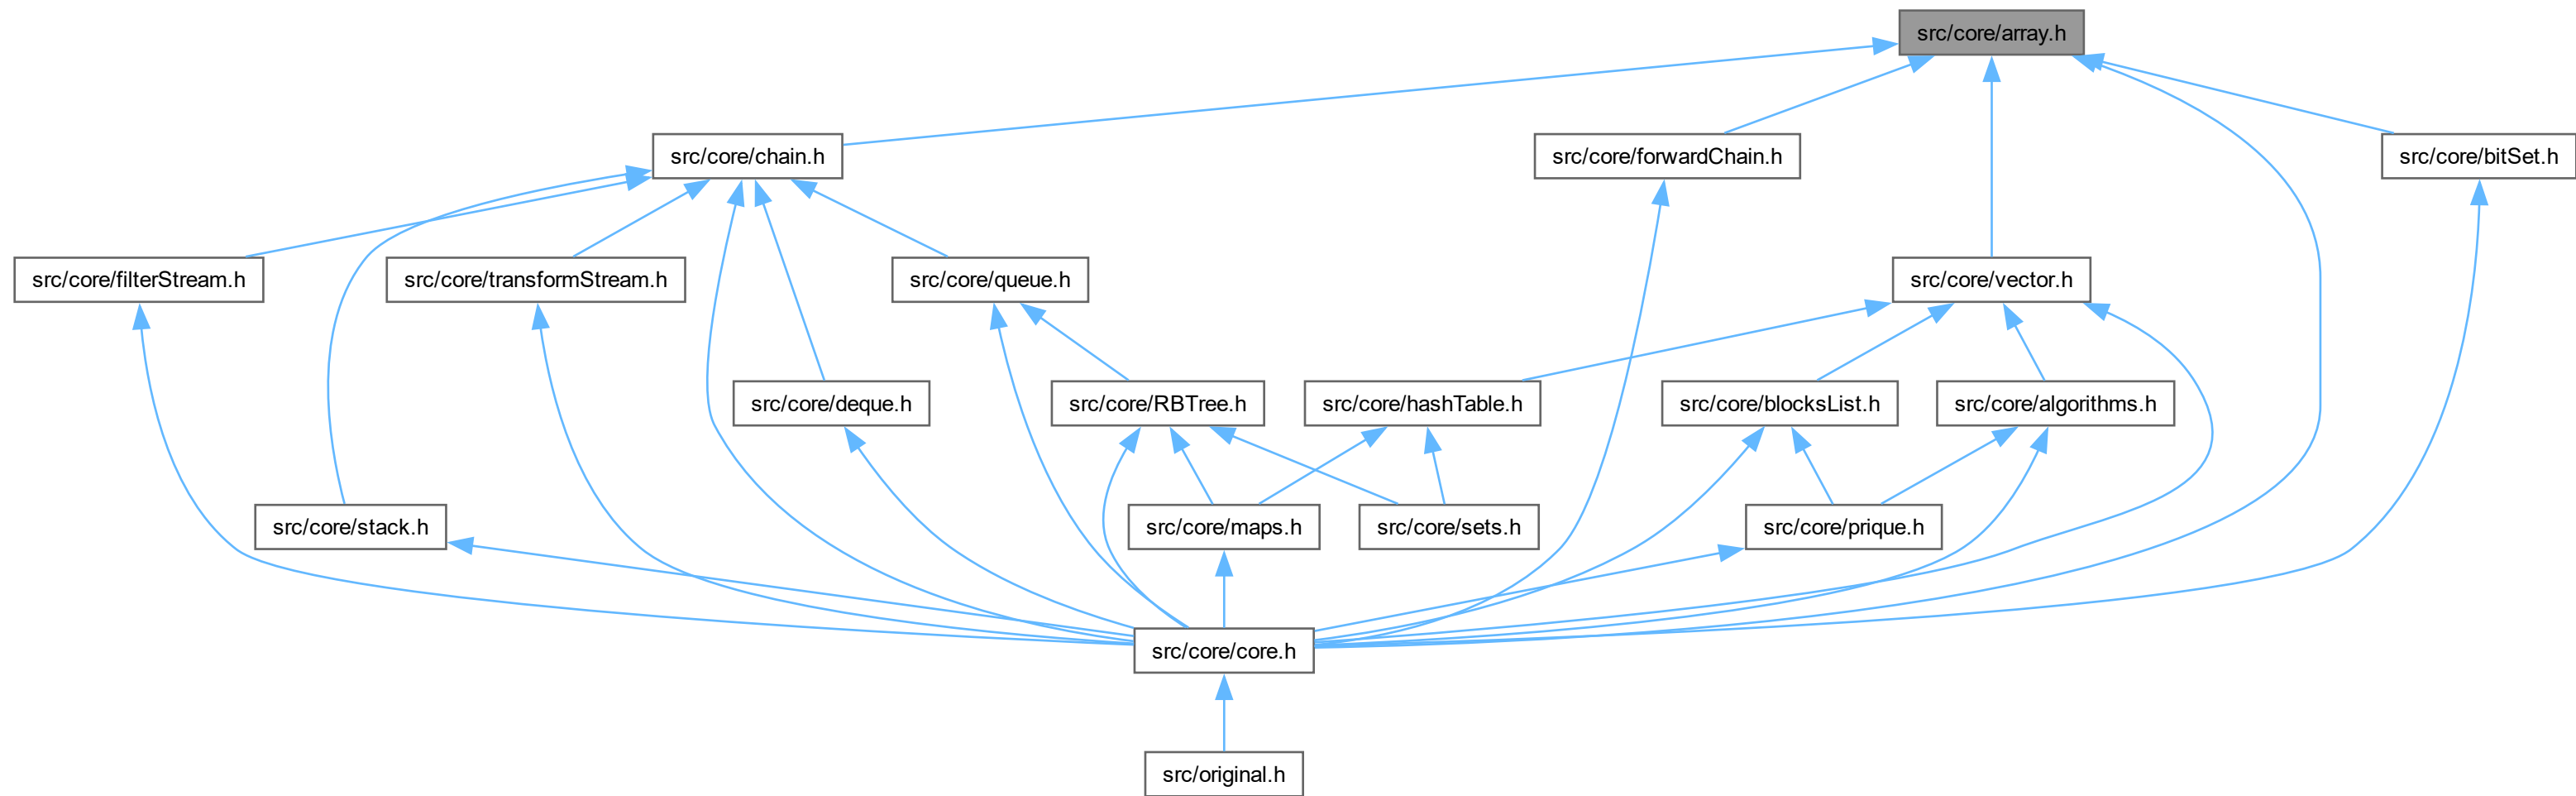 src/core/array.h
src/core/chain.h
src/core/forwardChain.h
src/core/bitSet.h
src/core/filterStream.h
src/core/transformStream.h
src/core/queue.h
src/core/vector.h
src/core/deque.h
src/core/RBTree.h
src/core/hashTable.h
src/core/blocksList.h
src/core/algorithms.h
src/core/stack.h
src/core/maps.h
src/core/sets.h
src/core/prique.h
src/core/core.h
src/original.h